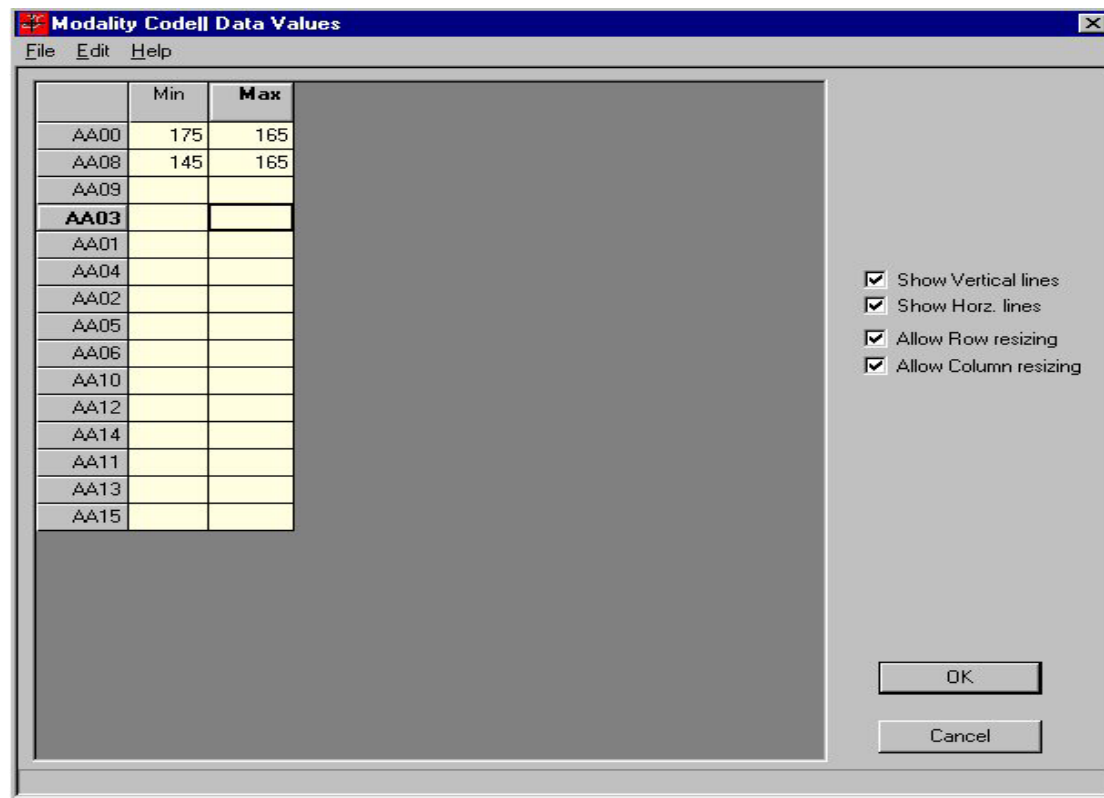 Modality Code|| Data Values
File Edit Help
Min Max
AA00 175 165
AA08 145 165
AA09
AA03
AA01
AA04
AA02
AA05
AA06
AA10
AA12
AA14
AA11
AA13
AA15
Show Vertical lines
Show Horz. lines
Allow Row resizing
Allow Column resizing
OK
Cancel